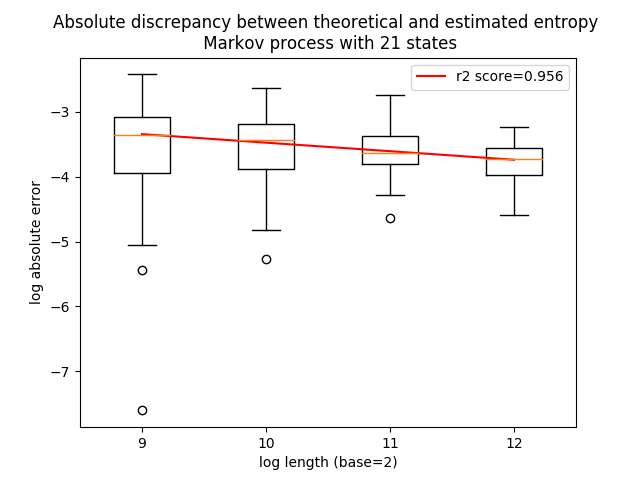 Absolute discrepancy between theoretical and estimated entropy
Markov process with 21 states
r2 score=0.956
log absolute error
−3
−4
−5
−6
−7
9 10 11 12
log length (base=2)